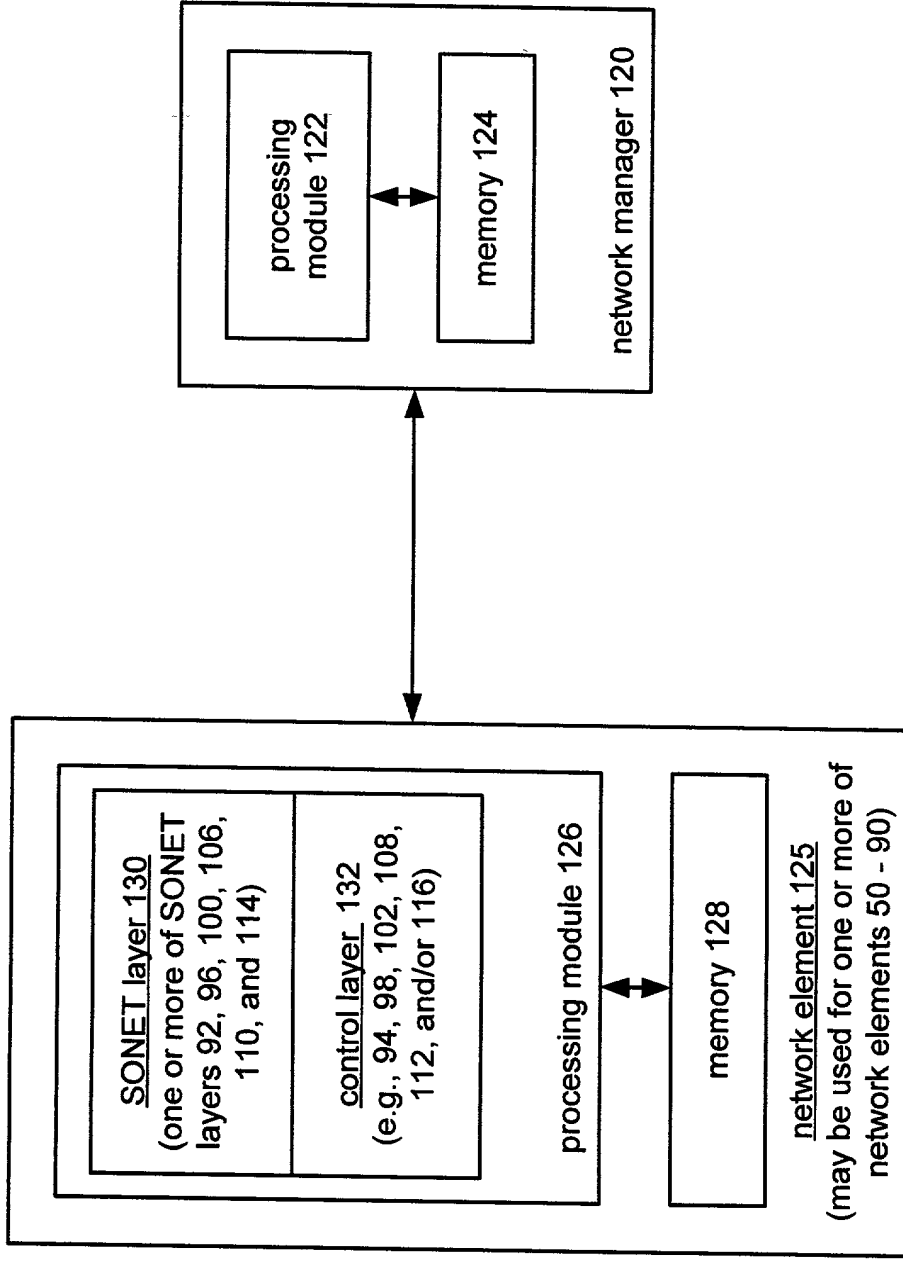 SONET layer 130
(one or more of SONET
layers 92, 96, 100, 106,
110, and 114)
control layer 132
(e.g., 94, 98, 102, 108,
112, and/or 116)
processing module 126
memory 128
network element 125
(may be used for one or more of
network elements 50 - 90)
processing
module 122
memory 124
network manager 120